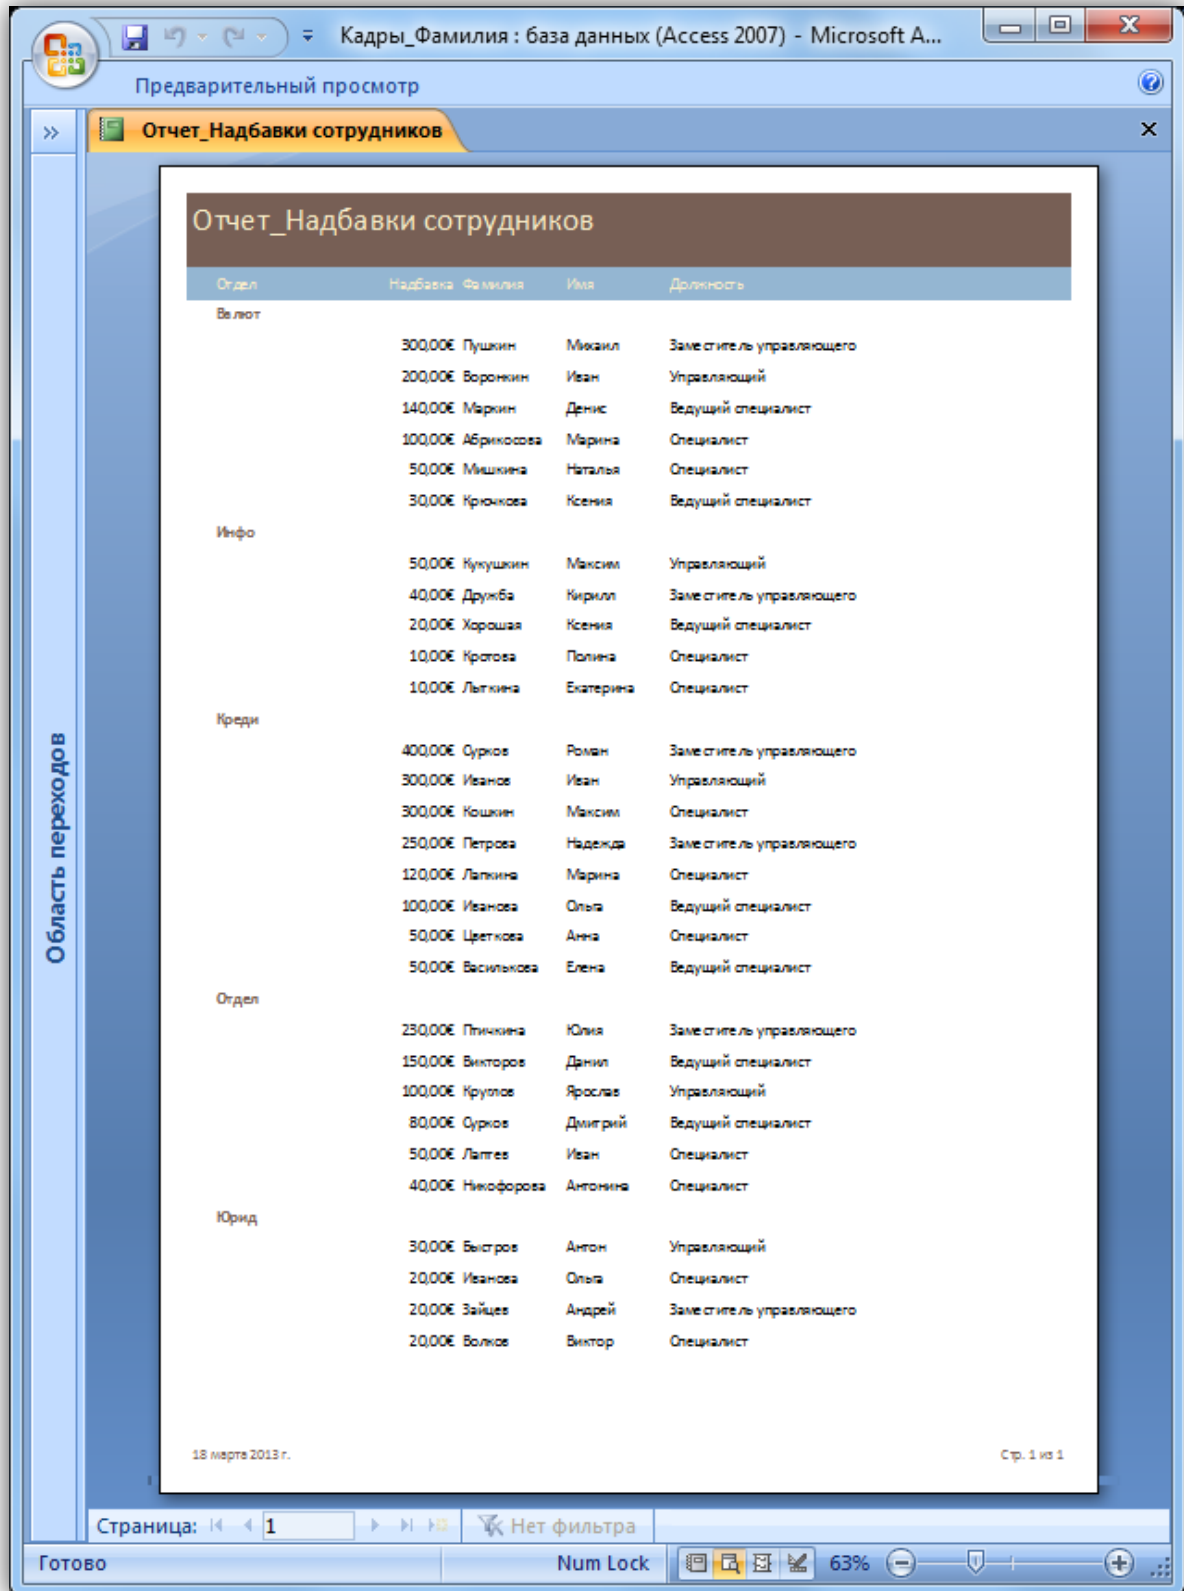 Кадры_Фамилия : база данных (Access 2007) - Microsoft A...
Предварительный просмотр
Отчет_Надбавки сотрудников
Отчет_Надбавки сотрудников
Отдел Надбавка Фамилия Имя Должность
Валют
300,00€ Пушкин Михаил Заместитель управляющего
200,00€ Воронкин Иван Управляющий
140,00€ Маркин Денис Ведущий специалист
100,00€ Абрикосова Марина Специалист
50,00€ Мишкина Наталья Специалист
30,00€ Крючкова Ксения Ведущий специалист
Инфо
50,00€ Кукушкин Максим Управляющий
40,00€ Дружба Кирилл Заместитель управляющего
20,00€ Хорошая Ксения Ведущий специалист
10,00€ Кротова Полина Специалист
10,00€ Лыткина Екатерина Специалист
Креди
400,00€ Сурков Роман Заместитель управляющего
300,00€ Иванов Иван Управляющий
300,00€ Кошкин Максим Специалист
250,00€ Петрова Надежда Заместитель управляющего
120,00€ Лапкина Марина Специалист
100,00€ Иванова Ольга Ведущий специалист
50,00€ Цветкова Анна Специалист
50,00€ Василькова Елена Ведущий специалист
Отдел
230,00€ Птичкина Юлия Заместитель управляющего
150,00€ Викторов Данил Ведущий специалист
100,00€ Круглов Ярослав Управляющий
80,00€ Сурков Дмитрий Ведущий специалист
50,00€ Лаптев Иван Специалист
40,00€ Никофорова Антонина Специалист
Юрид
30,00€ Быстров Антон Управляющий
20,00€ Иванова Ольга Специалист
20,00€ Зайцев Андрей Заместитель управляющего
20,00€ Волков Виктор Специалист
18 марта 2013 г. Стр. 1 из 1
Область переходов
Страница: 1 Нет фильтра
Готово Num Lock 63%